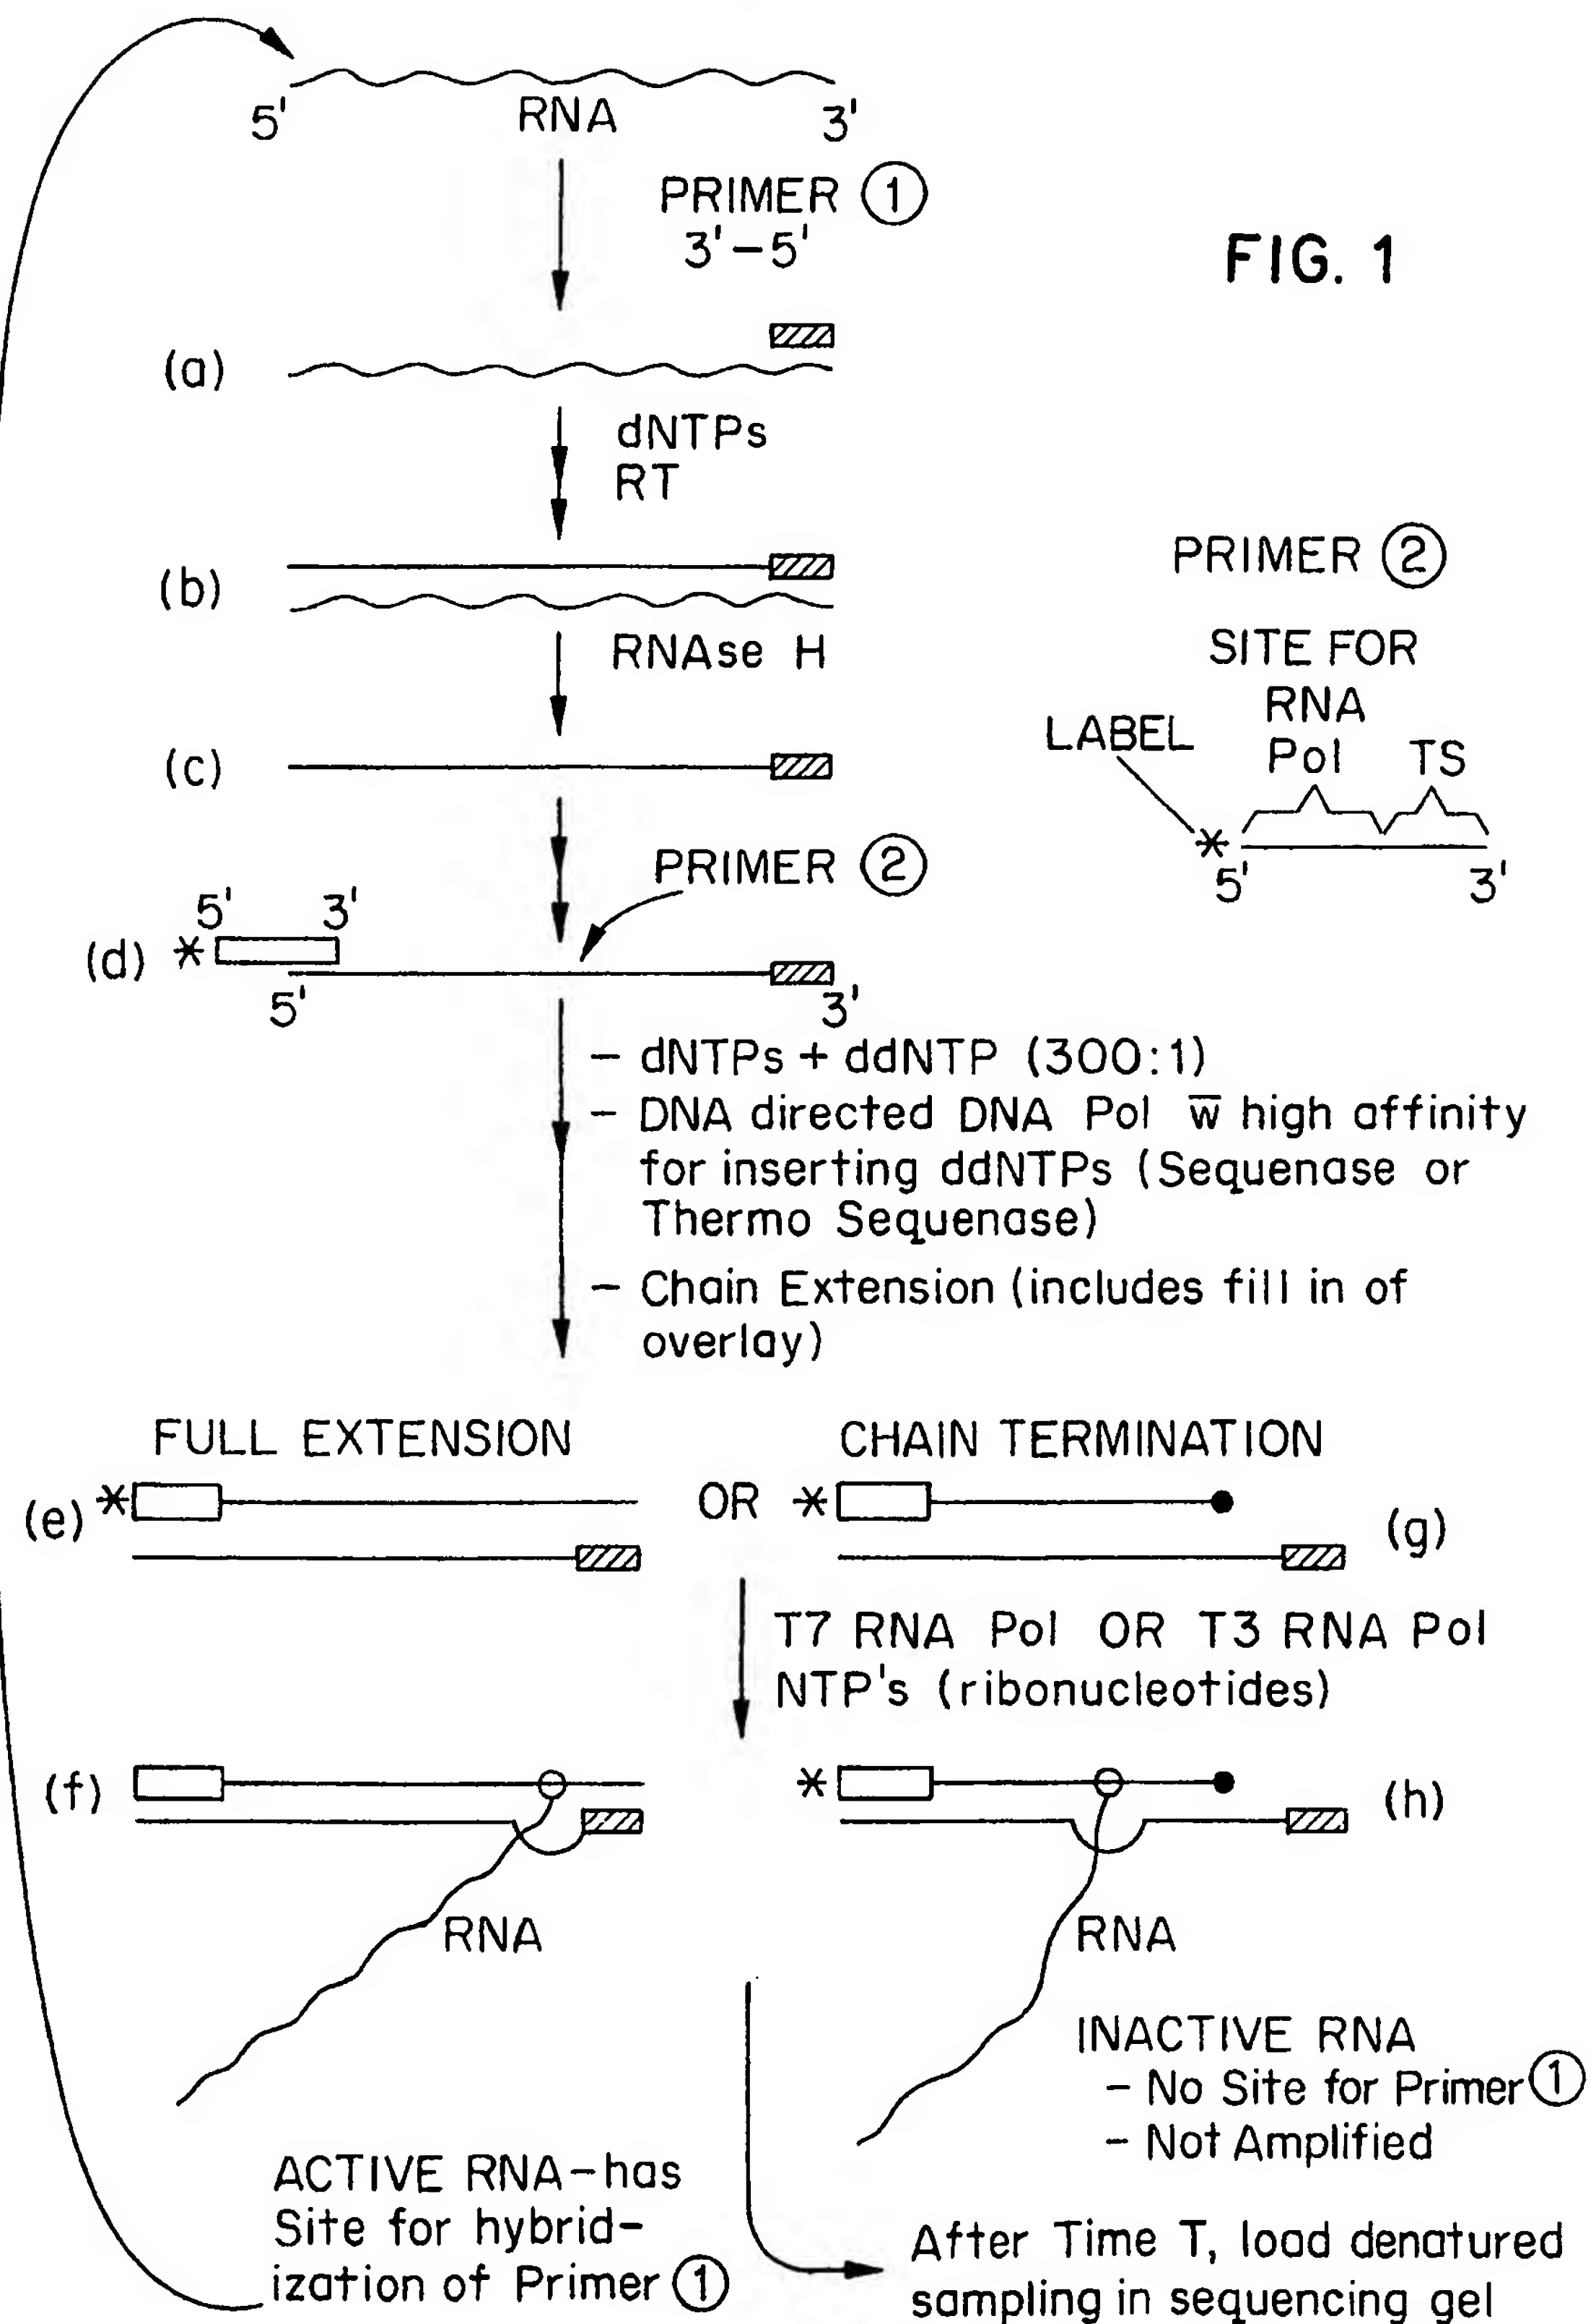 5' RNA 3'
PRIMER ①
3'–5'
FIG. 1
(a)
dNTPs
RT
(b)
RNAse H
(c)
PRIMER ②
SITE FOR
RNA
LABEL Pol TS
*
5' 3'
PRIMER ②
5' 3'
(d) *
5' 3'
– dNTPs + ddNTP (300:1)
– DNA directed DNA Pol w̅ high affinity
for inserting ddNTPs (Sequenase or
Thermo Sequenase)
– Chain Extension (includes fill in of
overlay)
FULL EXTENSION CHAIN TERMINATION
(e) * OR * (g)
T7 RNA Pol OR T3 RNA Pol
NTP's (ribonucleotides)
(f) * (h)
RNA RNA
INACTIVE RNA
– No Site for Primer ①
– Not Amplified
ACTIVE RNA–has
Site for hybrid–
ization of Primer ①
After Time T, load denatured
sampling in sequencing gel